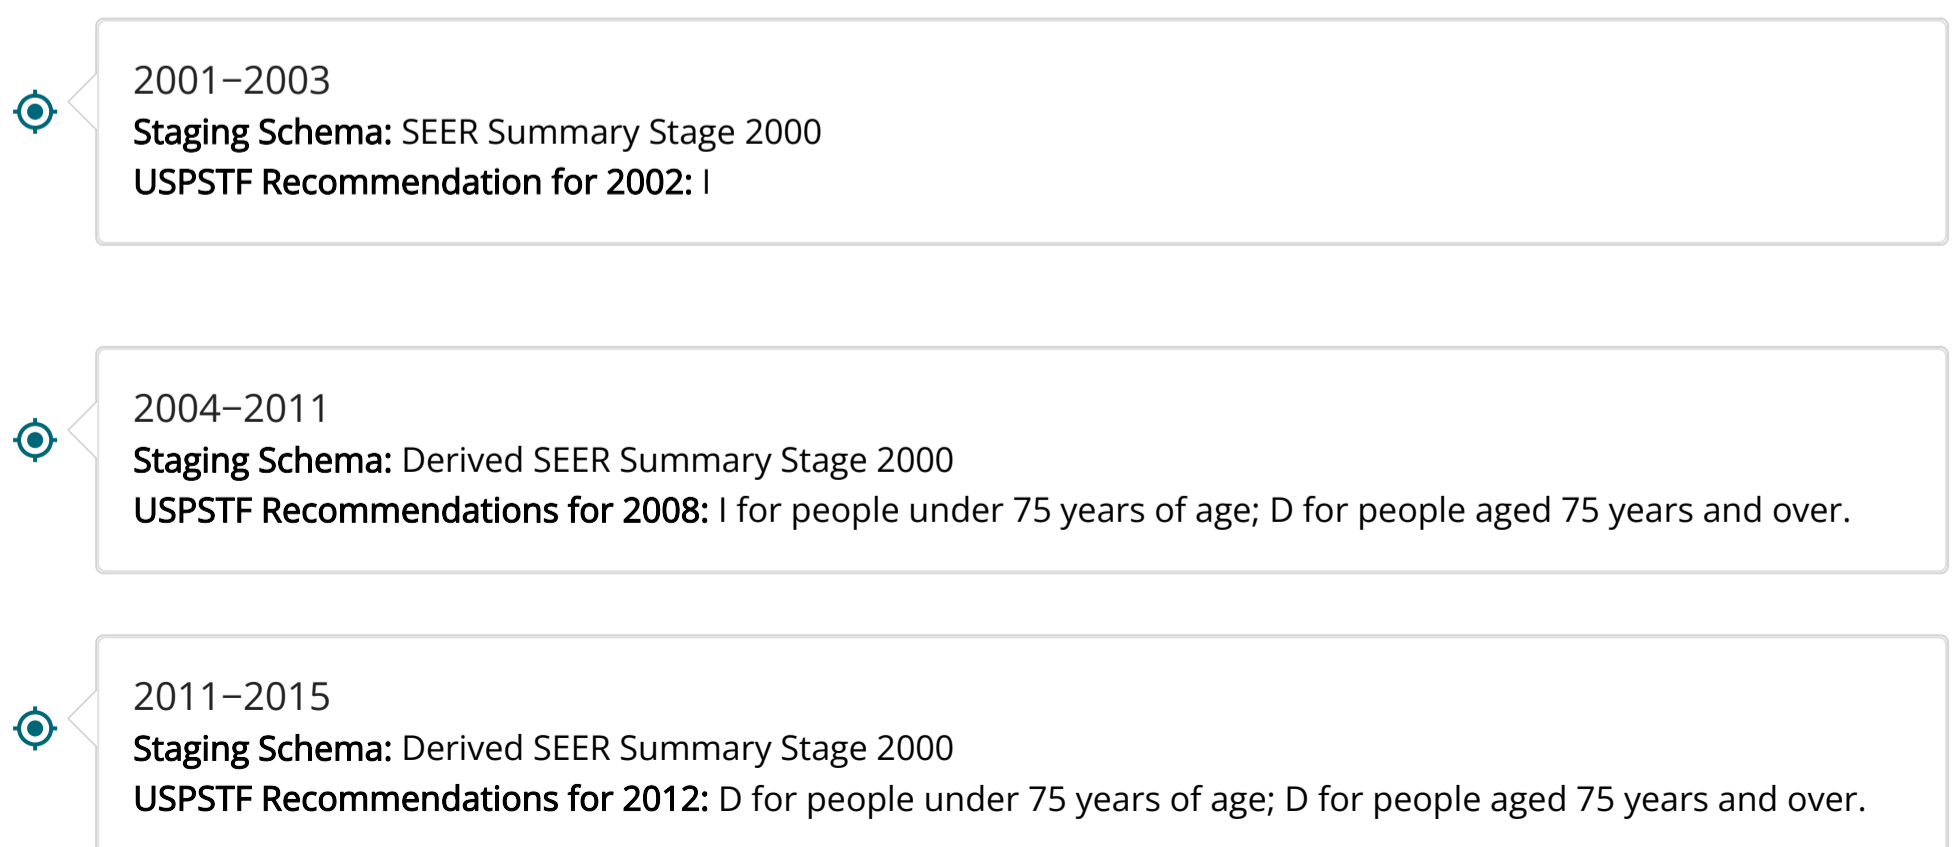 2001–2003
Staging Schema: SEER Summary Stage 2000
USPSTF Recommendation for 2002: I
2004–2011
Staging Schema: Derived SEER Summary Stage 2000
USPSTF Recommendations for 2008: I for people under 75 years of age; D for people aged 75 years and over.
2011–2015
Staging Schema: Derived SEER Summary Stage 2000
USPSTF Recommendations for 2012: D for people under 75 years of age; D for people aged 75 years and over.